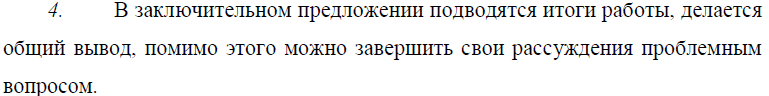 4. В заключительном предложении подводятся итоги работы, делается
общий вывод, помимо этого можно завершить свои рассуждения проблемным
вопросом.